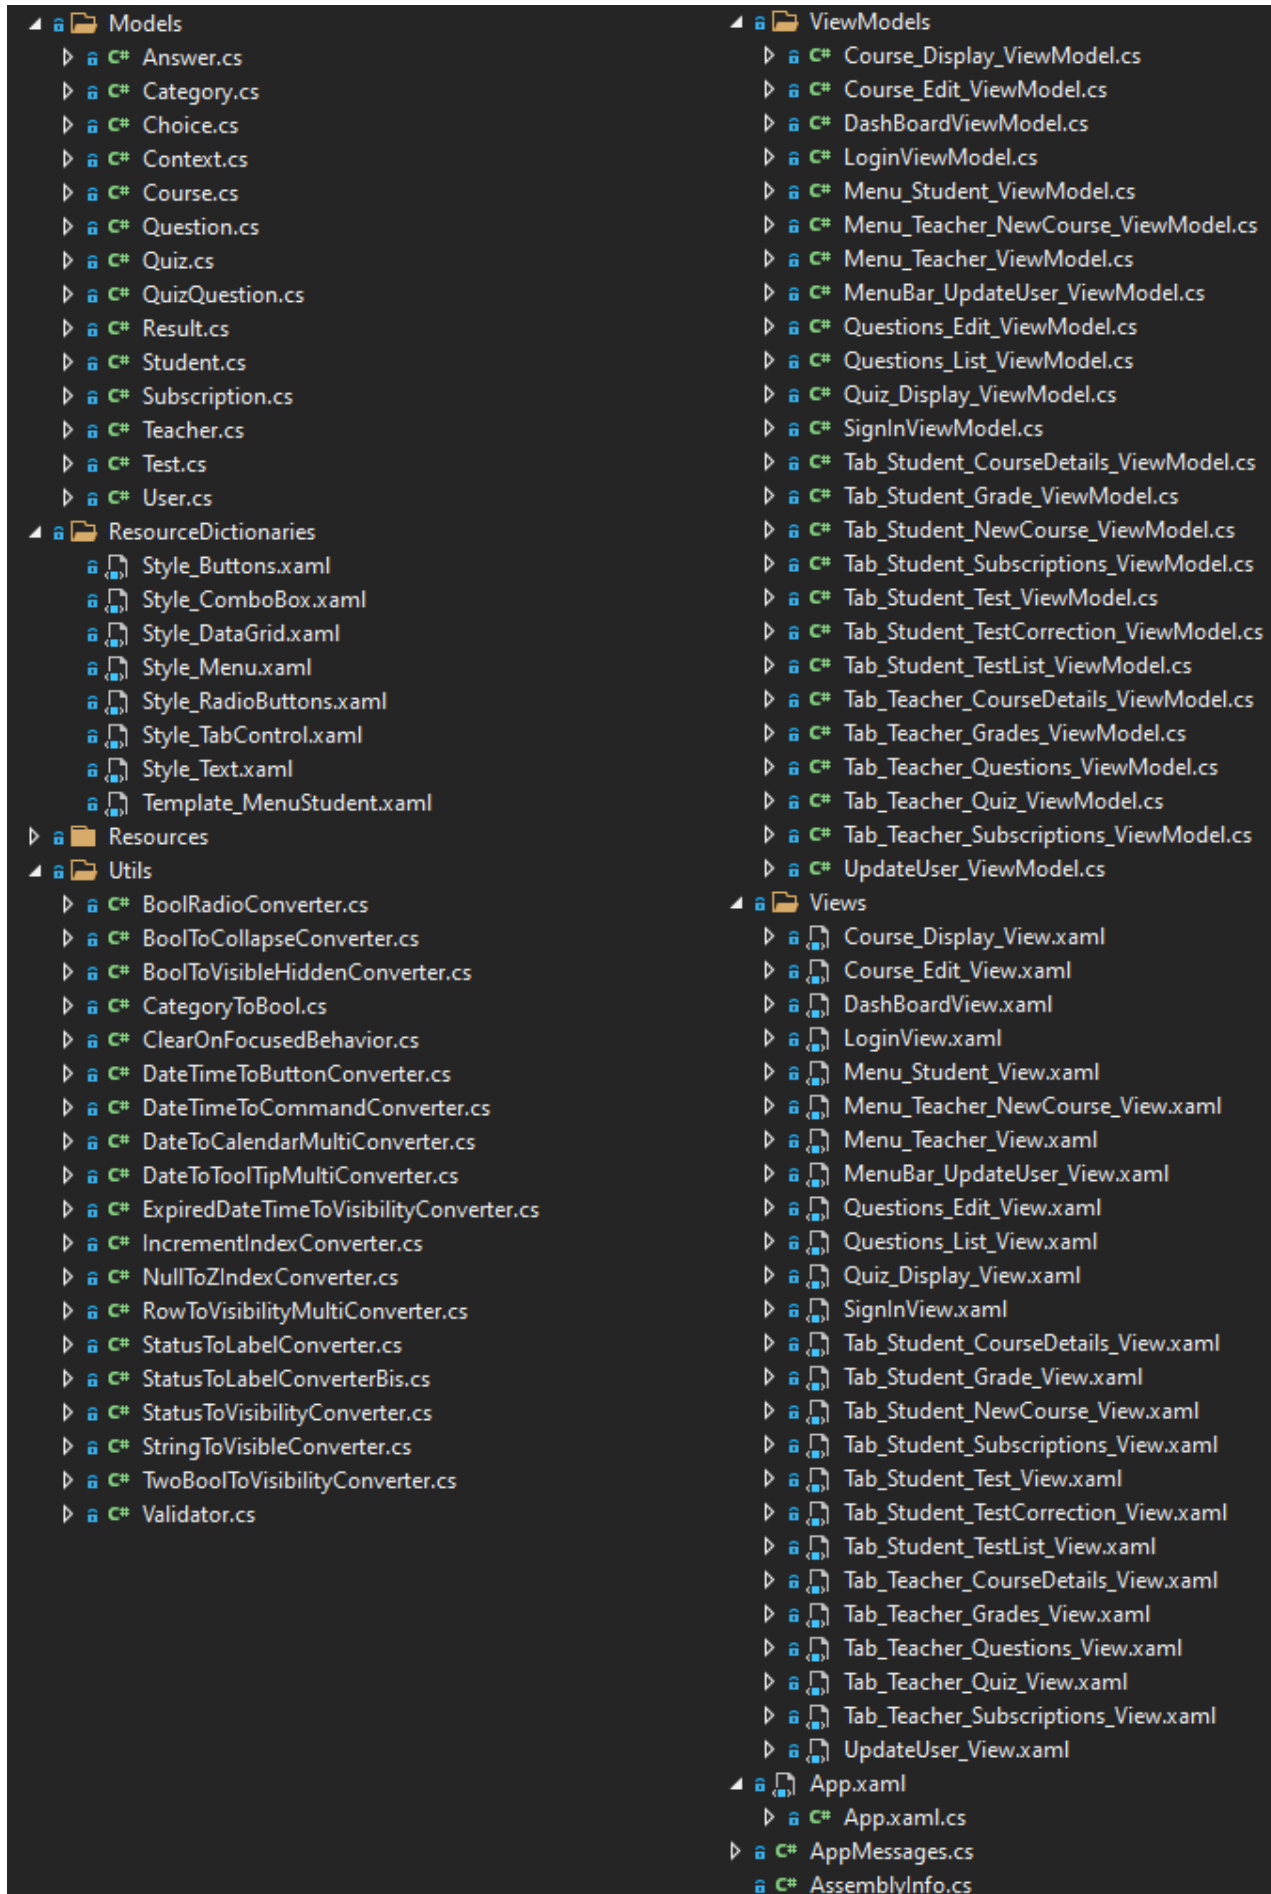 Models
C# Answer.cs
C# Category.cs
C# Choice.cs
C# Context.cs
C# Course.cs
C# Question.cs
C# Quiz.cs
C# QuizQuestion.cs
C# Result.cs
C# Student.cs
C# Subscription.cs
C# Teacher.cs
C# Test.cs
C# User.cs
ResourceDictionaries
Style_Buttons.xaml
Style_ComboBox.xaml
Style_DataGrid.xaml
Style_Menu.xaml
Style_RadioButtons.xaml
Style_TabControl.xaml
Style_Text.xaml
Template_MenuStudent.xaml
Resources
Utils
C# BoolRadioConverter.cs
C# BoolToCollapseConverter.cs
C# BoolToVisibleHiddenConverter.cs
C# CategoryToBool.cs
C# ClearOnFocusedBehavior.cs
C# DateTimeToButtonConverter.cs
C# DateTimeToCommandConverter.cs
C# DateToCalendarMultiConverter.cs
C# DateToToolTipMultiConverter.cs
C# ExpiredDateTimeToVisibilityConverter.cs
C# IncrementIndexConverter.cs
C# NullToZIndexConverter.cs
C# RowToVisibilityMultiConverter.cs
C# StatusToLabelConverter.cs
C# StatusToLabelConverterBis.cs
C# StatusToVisibilityConverter.cs
C# StringToVisibleConverter.cs
C# TwoBoolToVisibilityConverter.cs
C# Validator.cs
ViewModels
C# Course_Display_ViewModel.cs
C# Course_Edit_ViewModel.cs
C# DashBoardViewModel.cs
C# LoginViewModel.cs
C# Menu_Student_ViewModel.cs
C# Menu_Teacher_NewCourse_ViewModel.cs
C# Menu_Teacher_ViewModel.cs
C# MenuBar_UpdateUser_ViewModel.cs
C# Questions_Edit_ViewModel.cs
C# Questions_List_ViewModel.cs
C# Quiz_Display_ViewModel.cs
C# SignInViewModel.cs
C# Tab_Student_CourseDetails_ViewModel.cs
C# Tab_Student_Grade_ViewModel.cs
C# Tab_Student_NewCourse_ViewModel.cs
C# Tab_Student_Subscriptions_ViewModel.cs
C# Tab_Student_Test_ViewModel.cs
C# Tab_Student_TestCorrection_ViewModel.cs
C# Tab_Student_TestList_ViewModel.cs
C# Tab_Teacher_CourseDetails_ViewModel.cs
C# Tab_Teacher_Grades_ViewModel.cs
C# Tab_Teacher_Questions_ViewModel.cs
C# Tab_Teacher_Quiz_ViewModel.cs
C# Tab_Teacher_Subscriptions_ViewModel.cs
C# UpdateUser_ViewModel.cs
Views
Course_Display_View.xaml
Course_Edit_View.xaml
DashBoardView.xaml
LoginView.xaml
Menu_Student_View.xaml
Menu_Teacher_NewCourse_View.xaml
Menu_Teacher_View.xaml
MenuBar_UpdateUser_View.xaml
Questions_Edit_View.xaml
Questions_List_View.xaml
Quiz_Display_View.xaml
SignInView.xaml
Tab_Student_CourseDetails_View.xaml
Tab_Student_Grade_View.xaml
Tab_Student_NewCourse_View.xaml
Tab_Student_Subscriptions_View.xaml
Tab_Student_Test_View.xaml
Tab_Student_TestCorrection_View.xaml
Tab_Student_TestList_View.xaml
Tab_Teacher_CourseDetails_View.xaml
Tab_Teacher_Grades_View.xaml
Tab_Teacher_Questions_View.xaml
Tab_Teacher_Quiz_View.xaml
Tab_Teacher_Subscriptions_View.xaml
UpdateUser_View.xaml
App.xaml
C# App.xaml.cs
C# AppMessages.cs
C# AssemblyInfo.cs